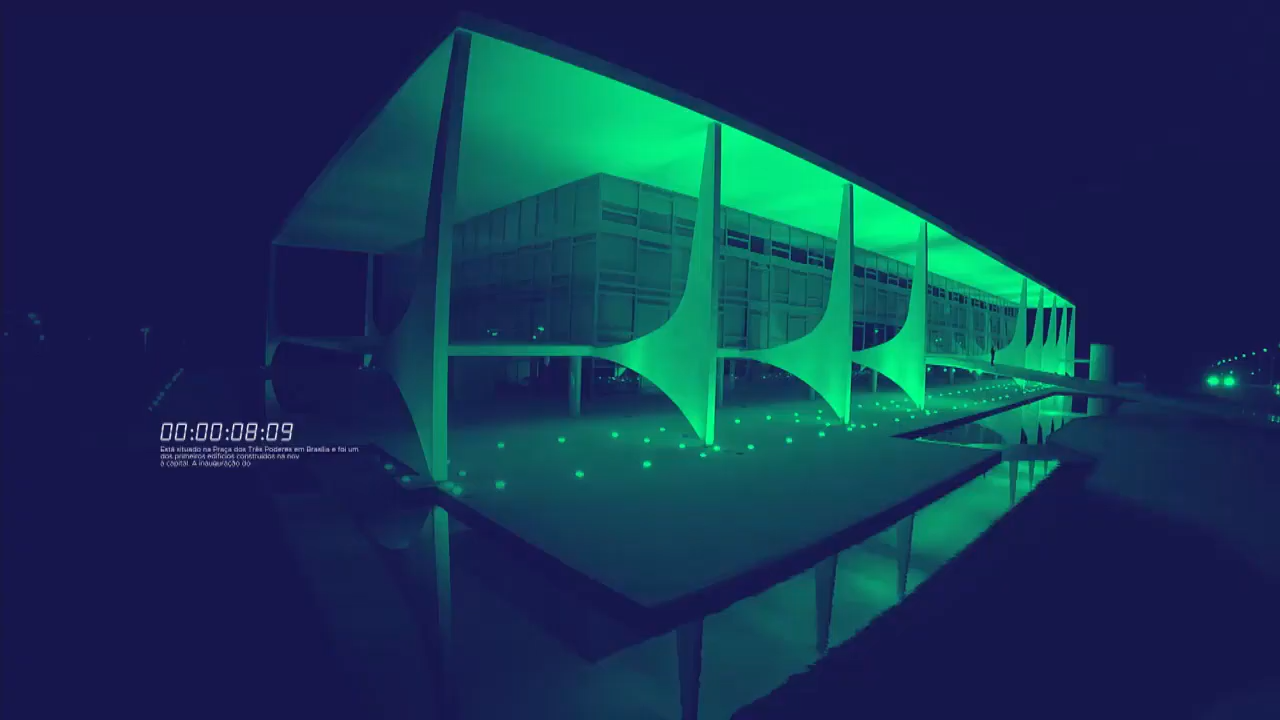 00:00:08:09
Está situado na Praça dos Três Poderes em Brasília e foi um
dos primeiros edifícios construídos na nov
a capital. A inauguração do